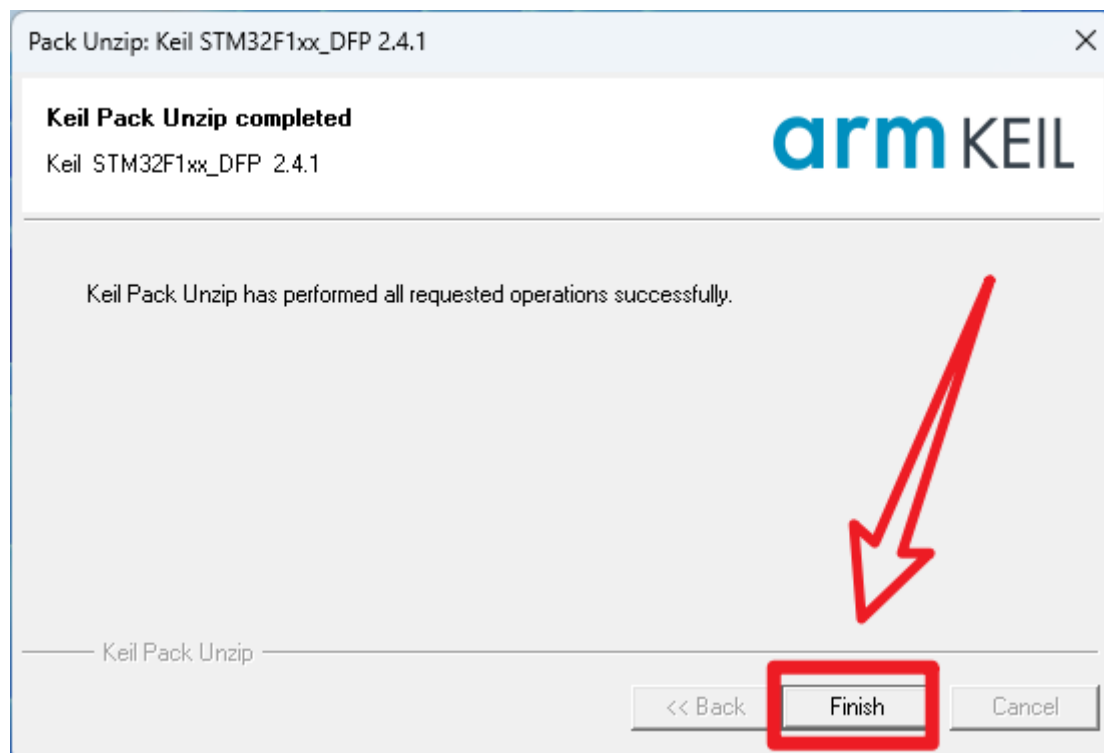 Pack Unzip: Keil STM32F1xx_DFP 2.4.1
Keil Pack Unzip completed
Keil STM32F1xx_DFP 2.4.1
arm KEIL
Keil Pack Unzip has performed all requested operations successfully.
Keil Pack Unzip
<< Back Finish Cancel